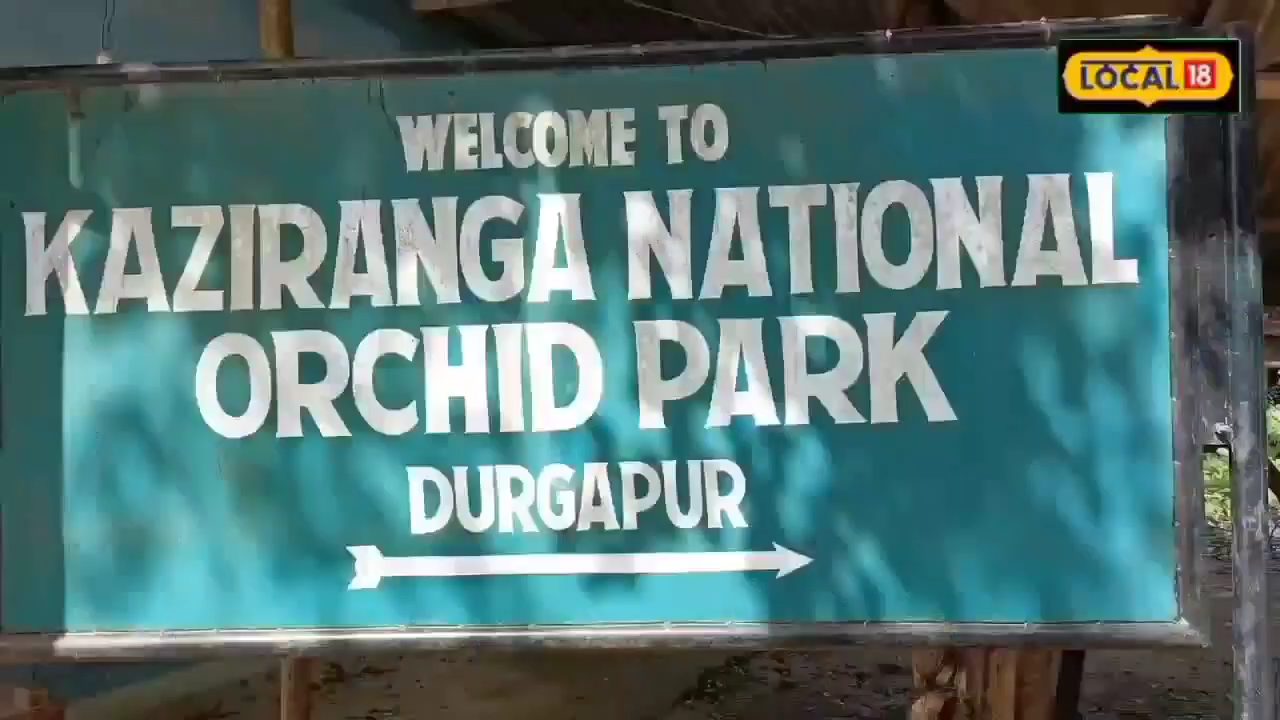 LOCAL 18
WELCOME TO
KAZIRANGA NATIONAL
ORCHID PARK
DURGAPUR